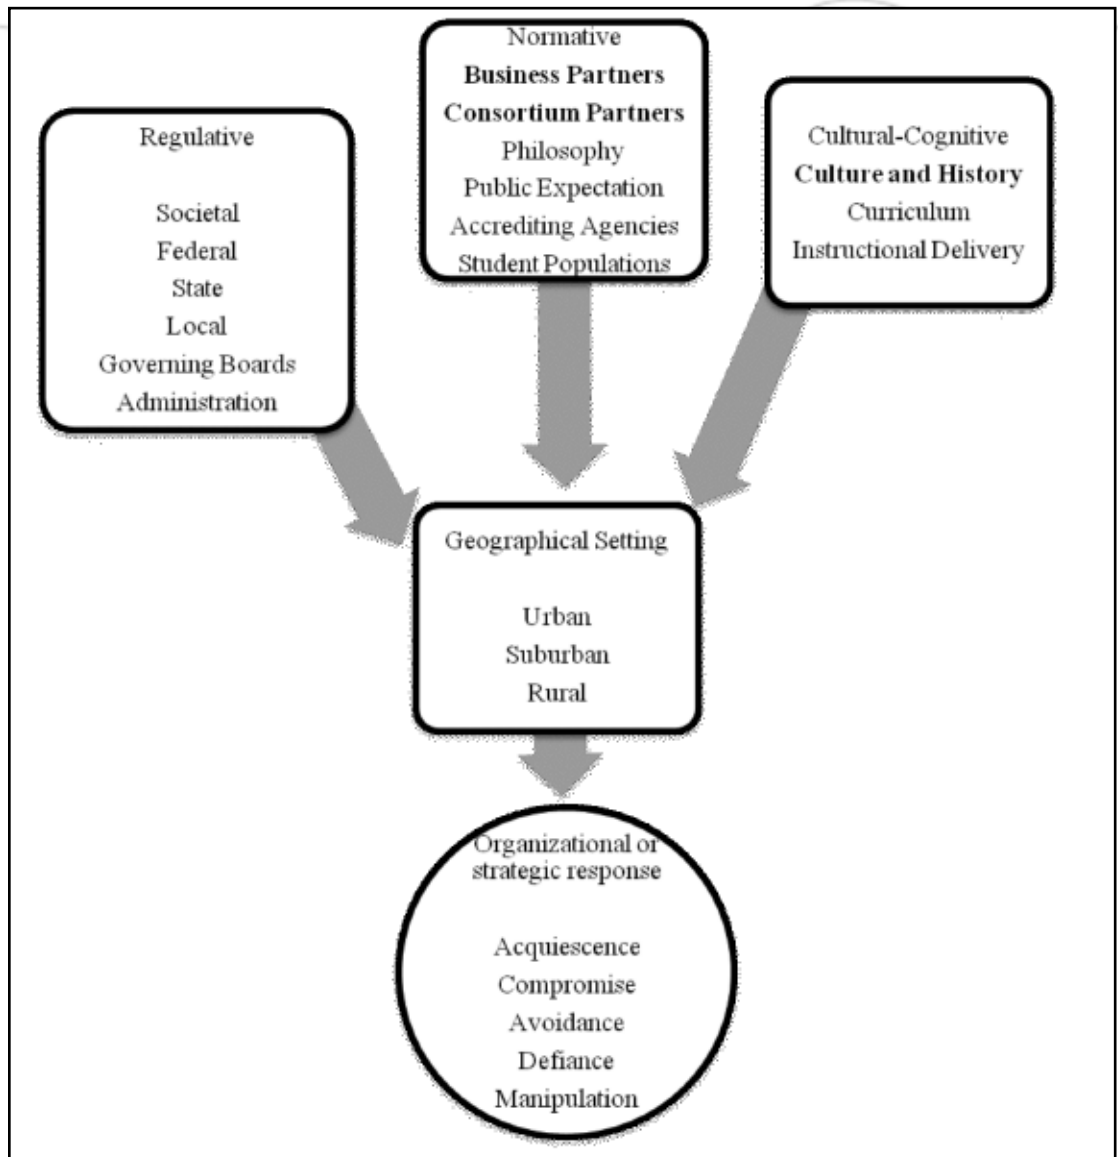 Regulative
Societal
Federal
State
Local
Governing Boards
Administration
Normative
Business Partners
Consortium Partners
Philosophy
Public Expectation
Accrediting Agencies
Student Populations
Cultural-Cognitive
Culture and History
Curriculum
Instructional Delivery
Geographical Setting
Urban
Suburban
Rural
Organizational or
strategic response
Acquiescence
Compromise
Avoidance
Defiance
Manipulation